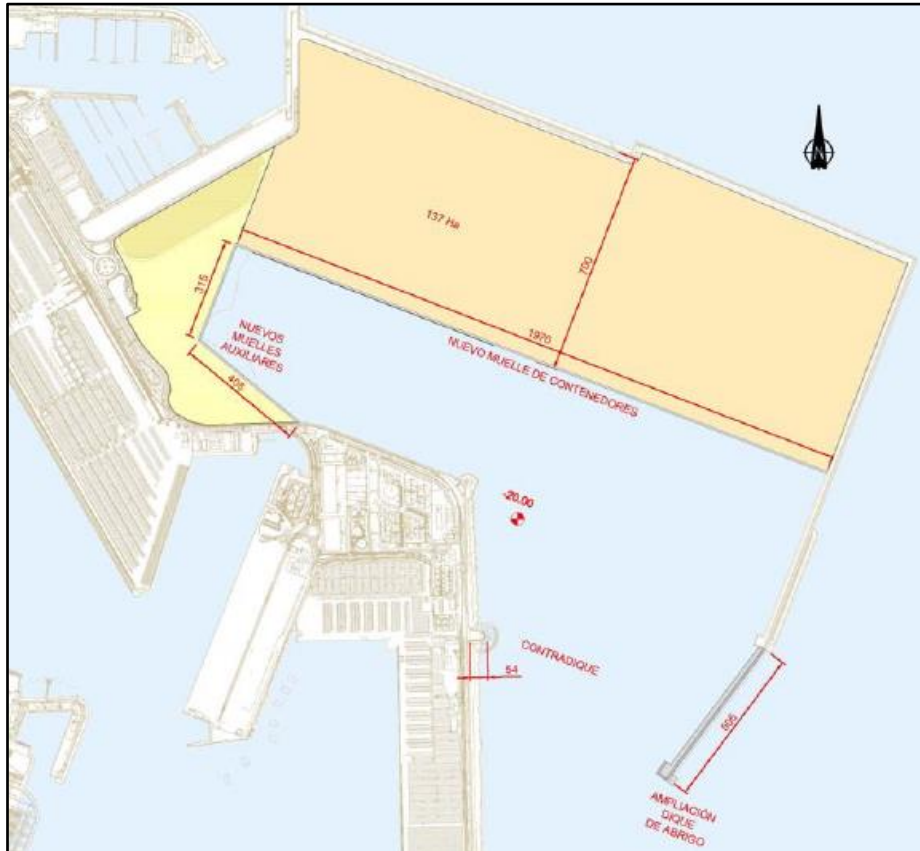 137 Ha
700
315
1970
NUEVOS
MUELLES
AUXILIARES
NUEVO MUELLE DE CONTENEDORES
405
-20.00
CONTRADIQUE
54
505
AMPLIACIÓN
DIQUE
DE ABRIGO